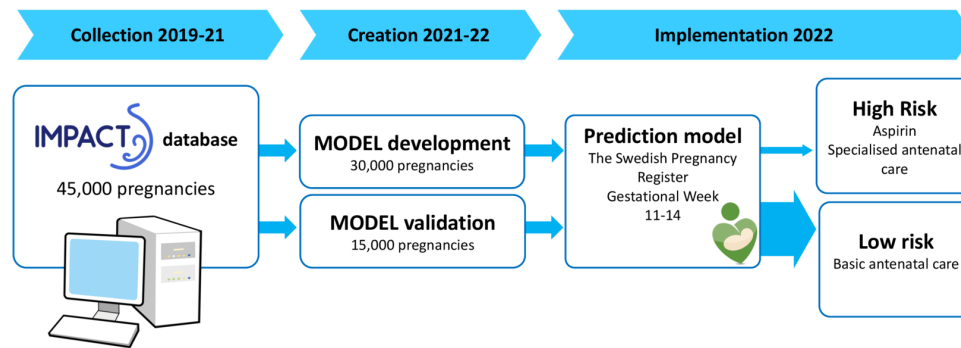 Collection 2019-21
Creation 2021-22
Implementation 2022
IMPACT database
45,000 pregnancies
MODEL development
30,000 pregnancies
MODEL validation
15,000 pregnancies
Prediction model
The Swedish Pregnancy
Register
Gestational Week
11-14
High Risk
Aspirin
Specialised antenatal
care
Low risk
Basic antenatal care